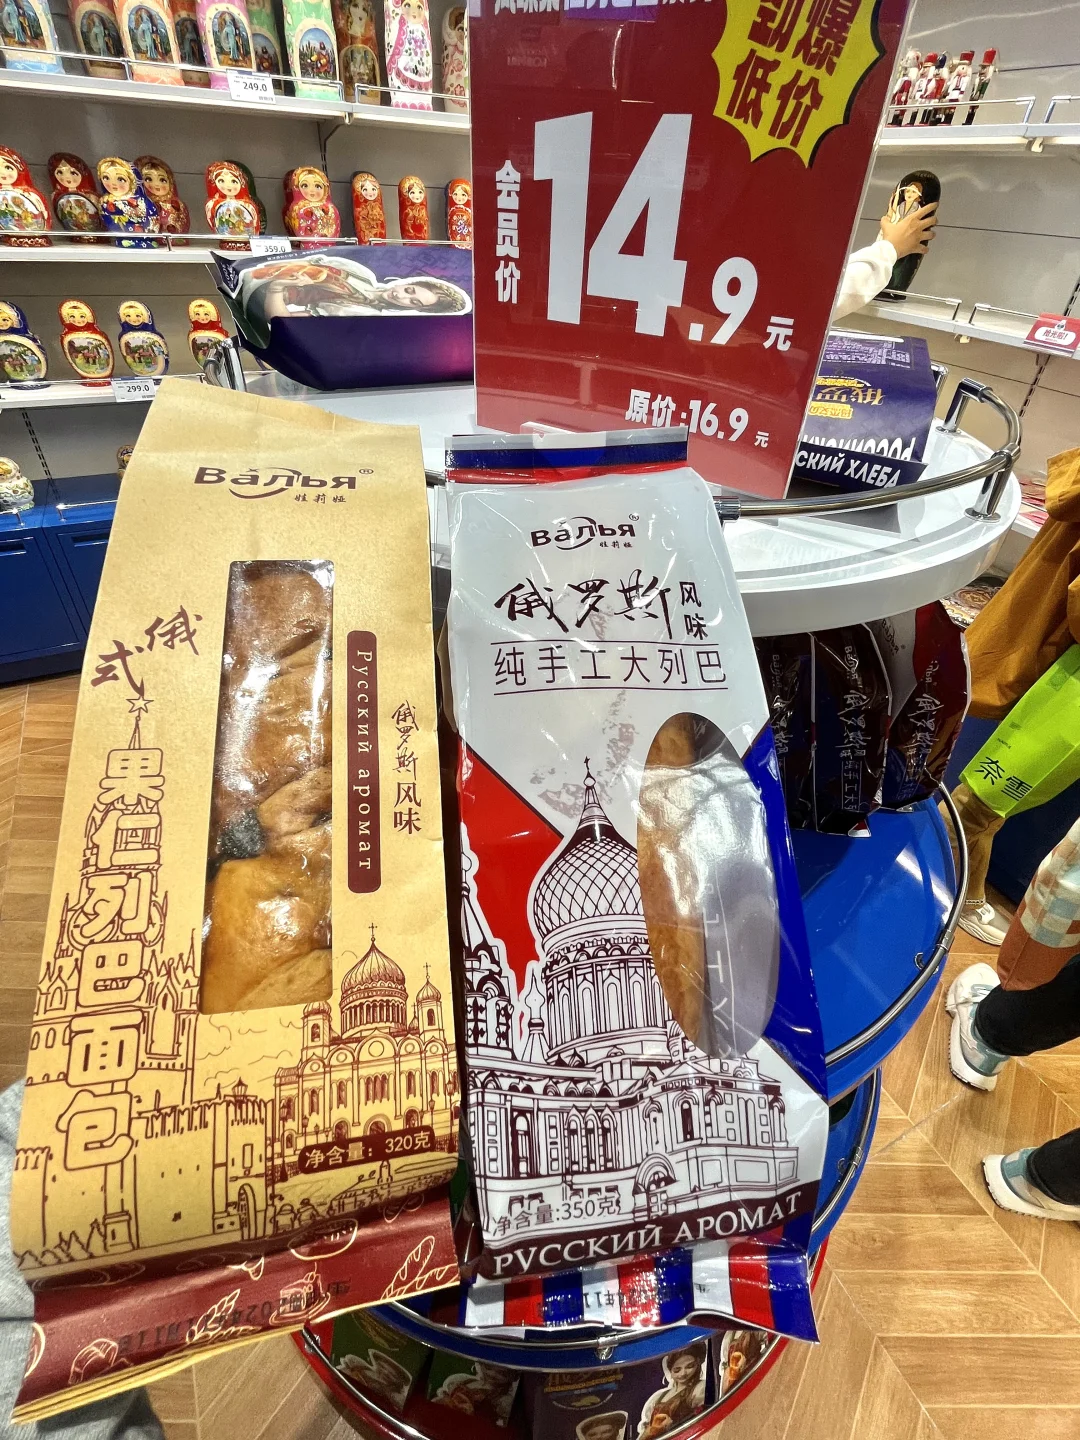 劲爆
低价
249.0
会员价
14.9元
原价:16.9元
359.0
299.0
抢先啦!
СКИЙ ХЛЕБА
Валья®
娃莉娅
俄式
果仁列巴面包
Русский аромат
俄罗斯风味
净含量: 320克
Валья®
娃莉娅
俄罗斯风味
纯手工大列巴
净含量:350克
РУССКИЙ АРОМАТ
奈雪